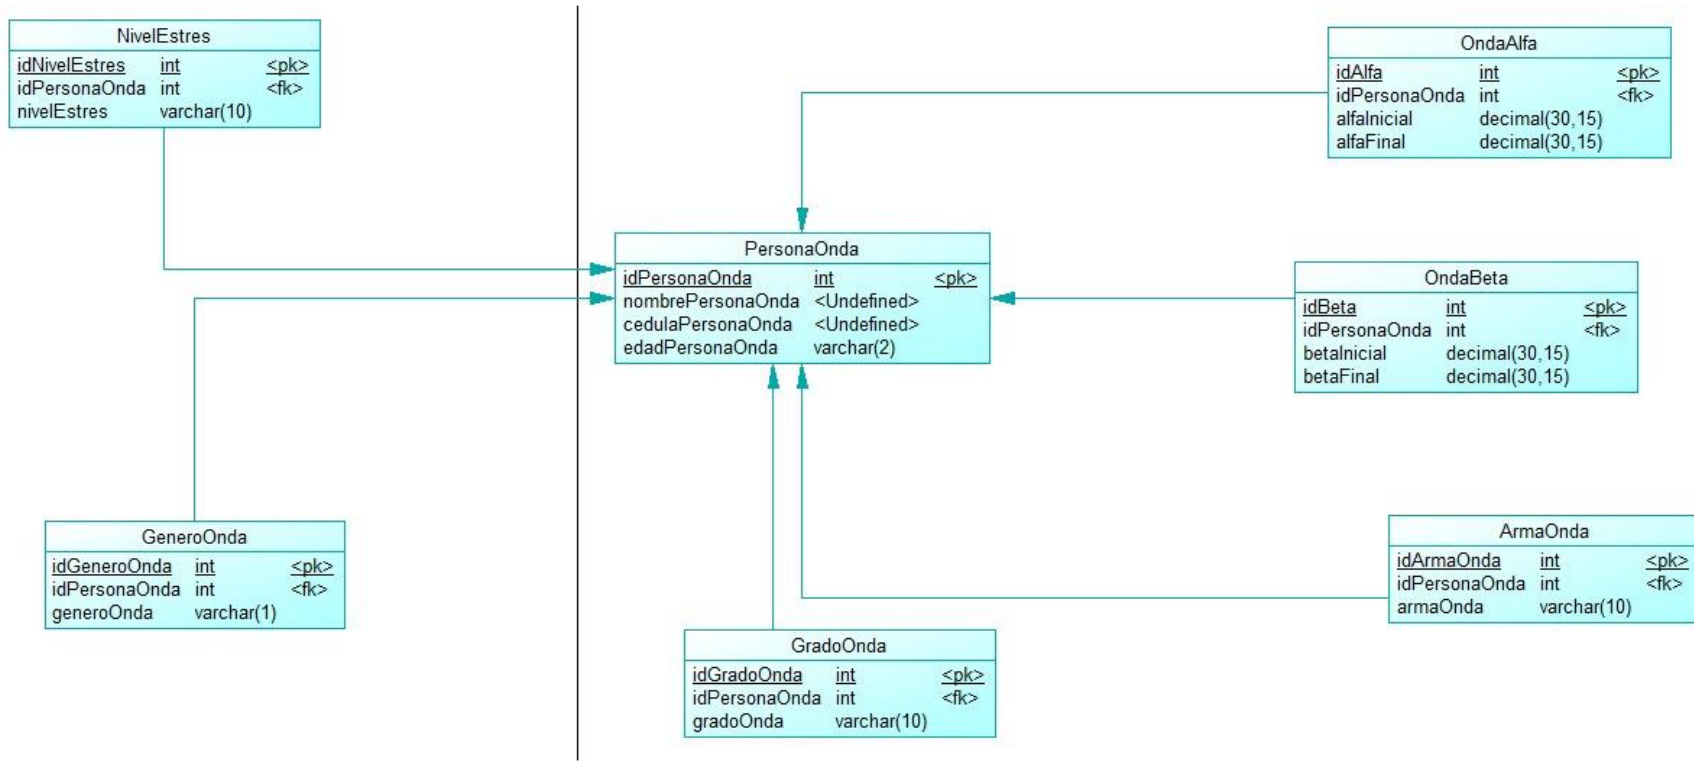 NivelEstres
idNivelEstres int <pk>
idPersonaOnda int <fk>
nivelEstres varchar(10)
OndaAlfa
idAlfa int <pk>
idPersonaOnda int <fk>
alfaInicial decimal(30,15)
alfaFinal decimal(30,15)
PersonaOnda
idPersonaOnda int <pk>
nombrePersonaOnda <Undefined>
cedulaPersonaOnda <Undefined>
edadPersonaOnda varchar(2)
OndaBeta
idBeta int <pk>
idPersonaOnda int <fk>
betaInicial decimal(30,15)
betaFinal decimal(30,15)
GeneroOnda
idGeneroOnda int <pk>
idPersonaOnda int <fk>
generoOnda varchar(1)
ArmaOnda
idArmaOnda int <pk>
idPersonaOnda int <fk>
armaOnda varchar(10)
GradoOnda
idGradoOnda int <pk>
idPersonaOnda int <fk>
gradoOnda varchar(10)